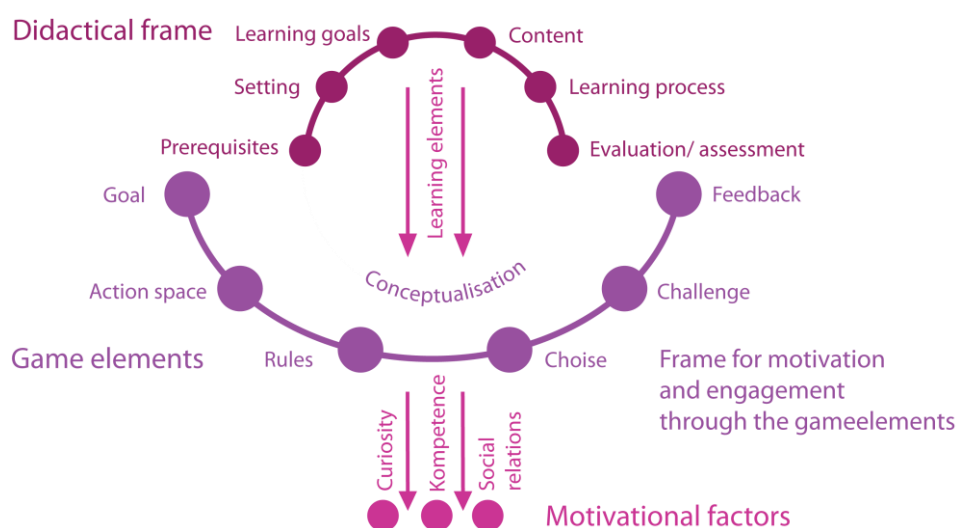 Didactical frame
Learning goals
Content
Setting
Learning process
Prerequisites
Evaluation/ assessment
Learning elements
Goal
Feedback
Conceptualisation
Action space
Challenge
Game elements
Rules
Choise
Frame for motivation
and engagement
through the gameelements
Curiosity
Kompetence
Social
relations
Motivational factors